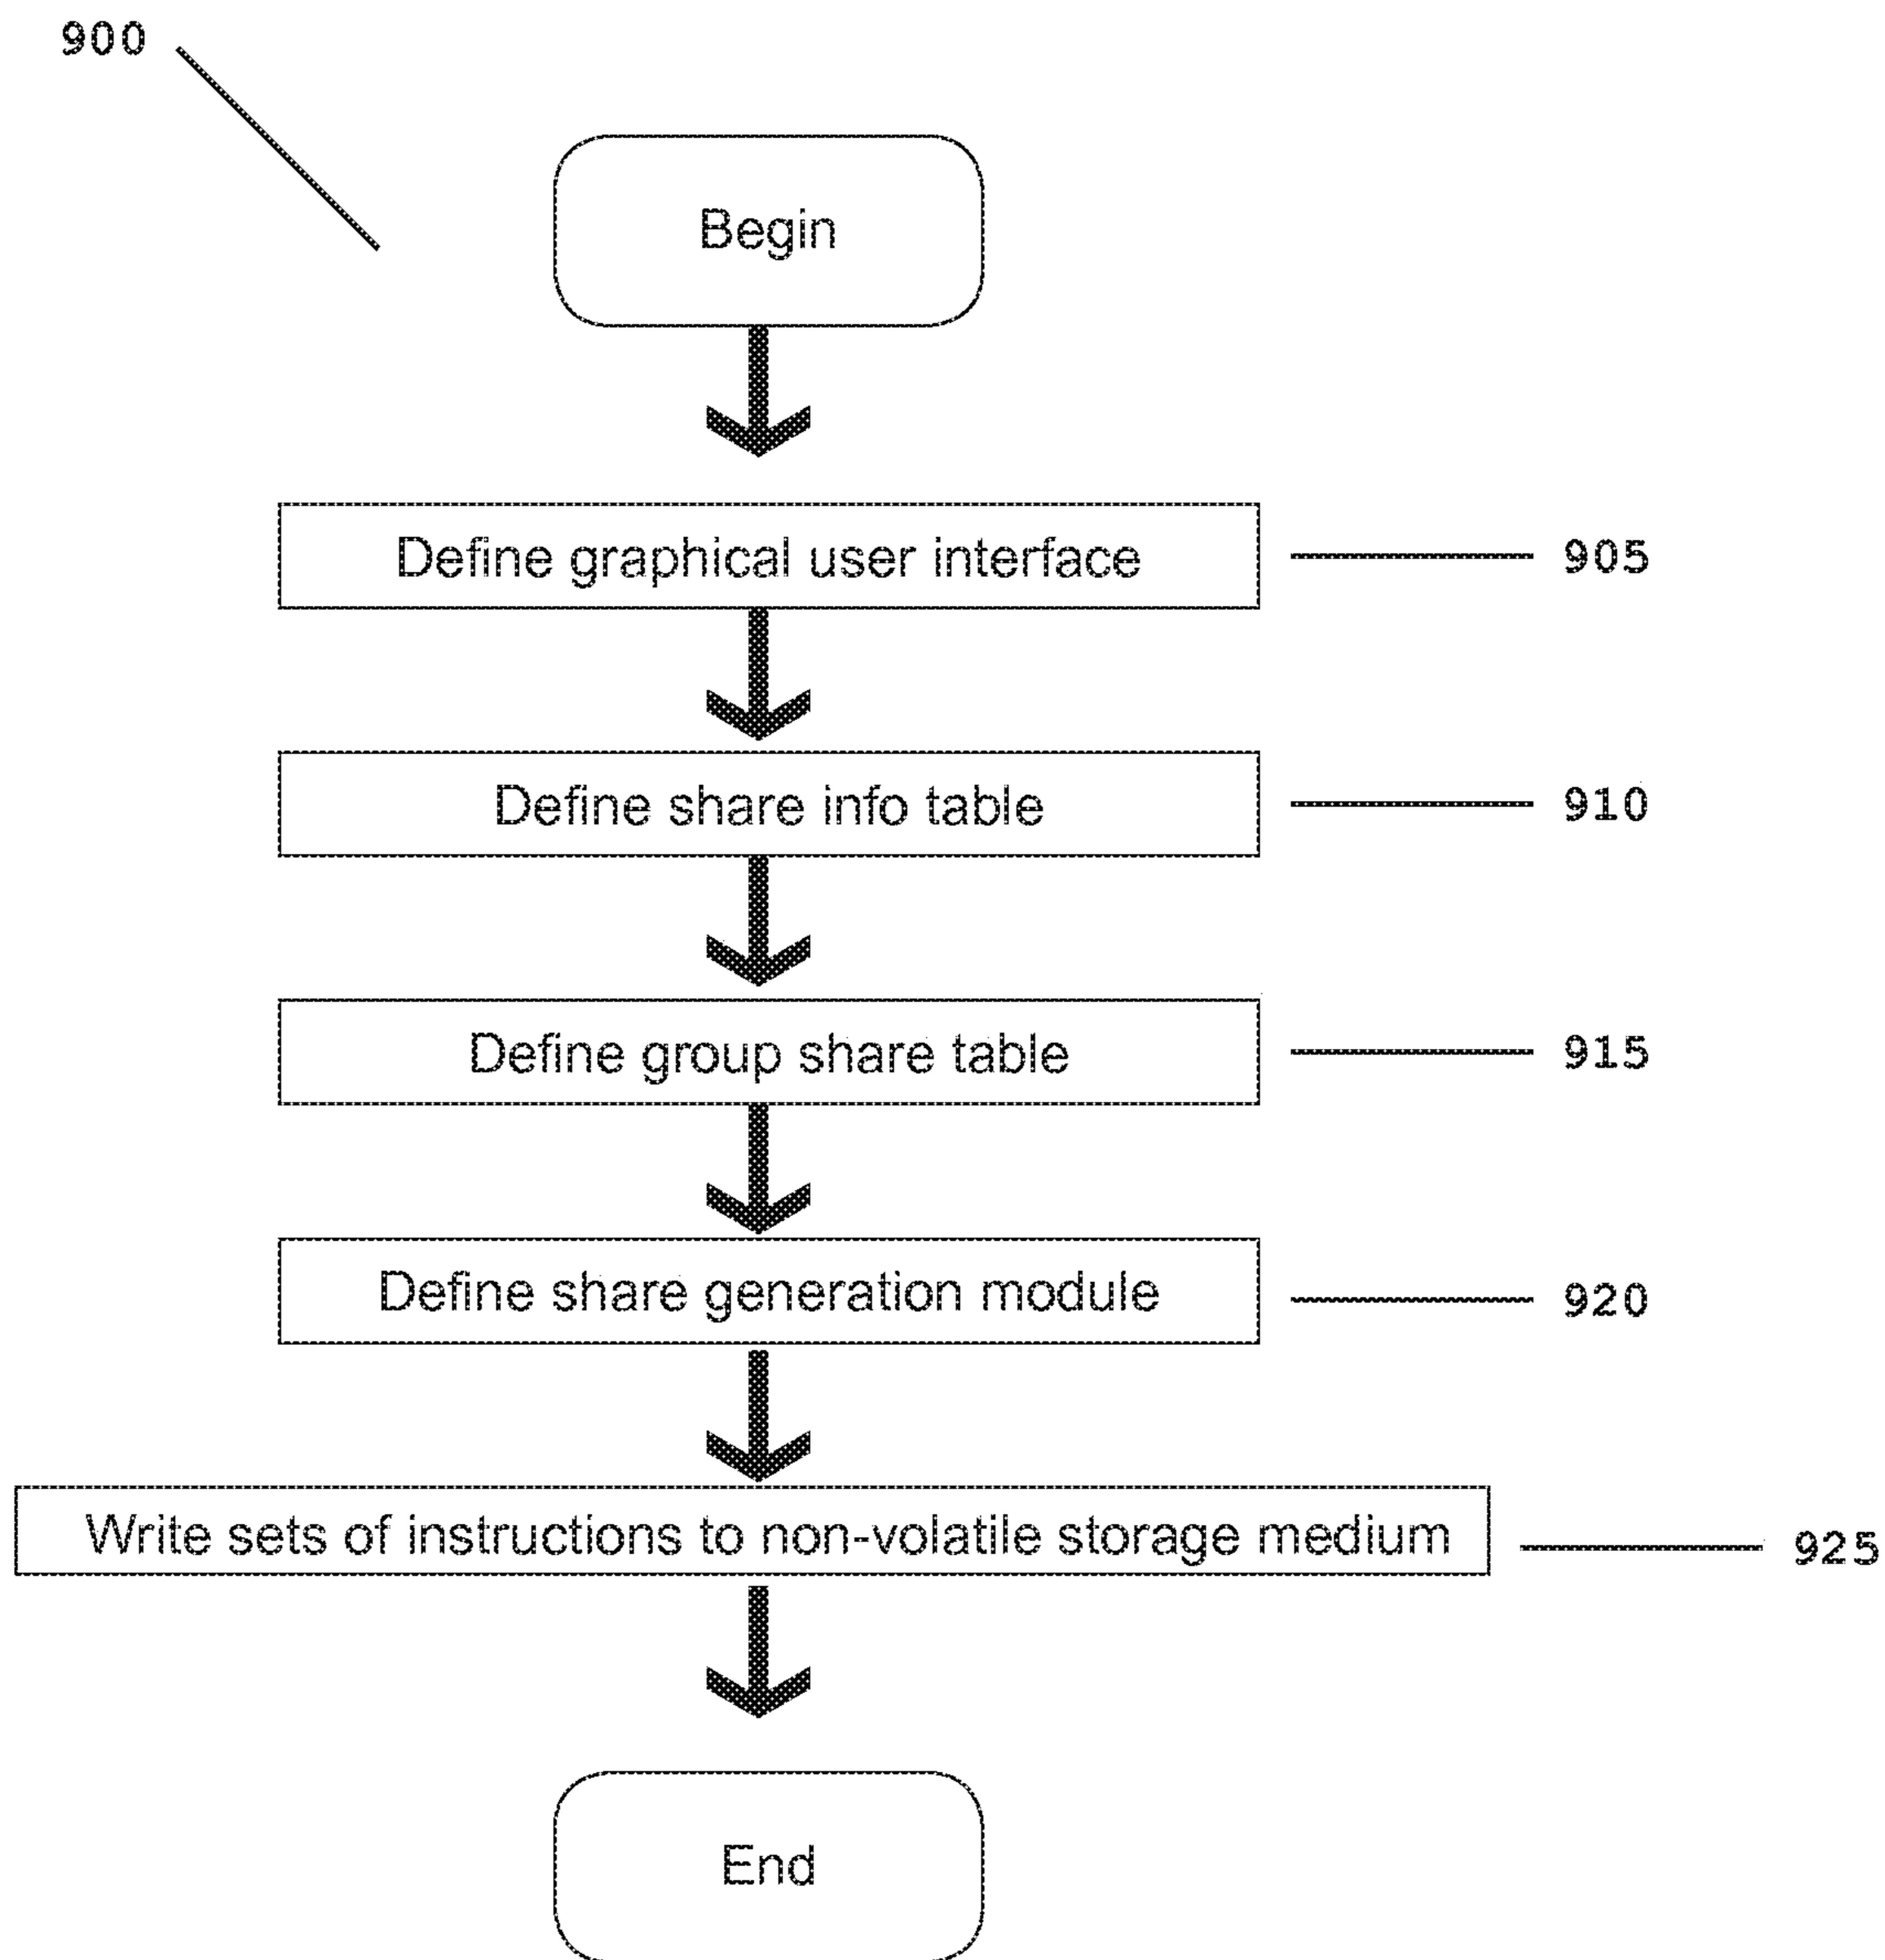 900
Begin
Define graphical user interface
905
Define share info table
910
Define group share table
915
Define share generation module
920
Write sets of instructions to non-volatile storage medium
925
End